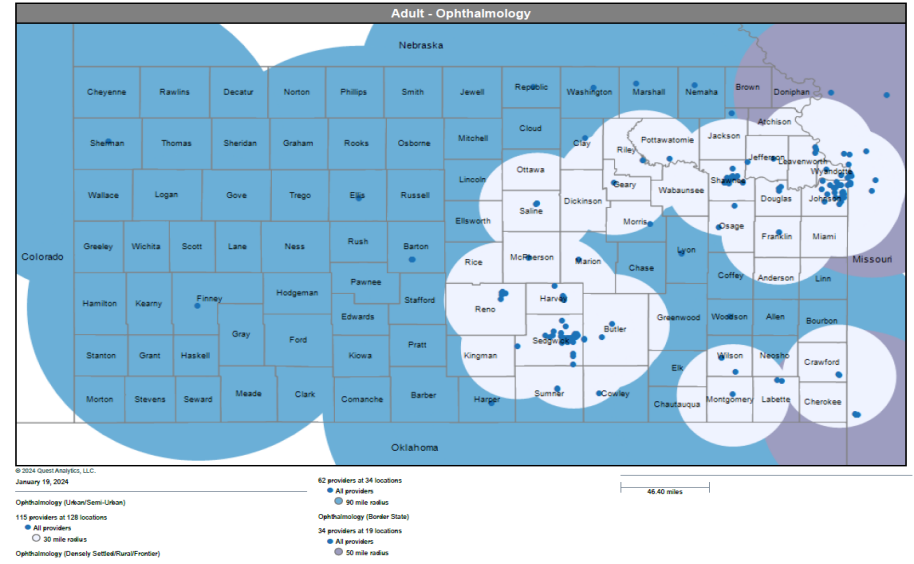 Adult - Ophthalmology
Nebraska
Cheyenne Rawlins Decatur Norton Phillips Smith Jewell Republic Washington Marshall Nemaha Brown Doniphan
Cloud Atchison
Sherman Thomas Sheridan Graham Rooks Osborne Mitchell Clay Riley Pottawatomie Jackson
Jefferson Leavenworth
Ottawa Wyandotte
Lincoln Geary Shawnee
Wallace Logan Gove Trego Ellis Russell Dickinson Wabaunsee Douglas Johnson
Saline
Ellsworth Morris Osage
Greeley Wichita Scott Lane Ness Rush Barton Lyon Franklin Miami
Colorado Rice McPherson Marion Chase Missouri
Coffey Anderson Linn
Pawnee
Hamilton Kearny Finney Hodgeman Stafford Reno Harvey
Edwards Greenwood Woodson Allen Bourbon
Gray Ford Butler
Pratt Sedgwick
Stanton Grant Haskell Kiowa Kingman Elk Wilson Neosho Crawford
Meade Clark
Morton Stevens Seward Comanche Barber Harper Sumner Cowley Chautauqua Montgomery Labette Cherokee
Oklahoma
© 2024 Quest Analytics, LLC.
January 19, 2024
Ophthalmology (Urban/Semi-Urban)
115 providers at 128 locations
All providers
30 mile radius
Ophthalmology (Densely Settled/Rural/Frontier)
62 providers at 34 locations
All providers
90 mile radius
Ophthalmology (Border State)
34 providers at 19 locations
All providers
50 mile radius
46.40 miles